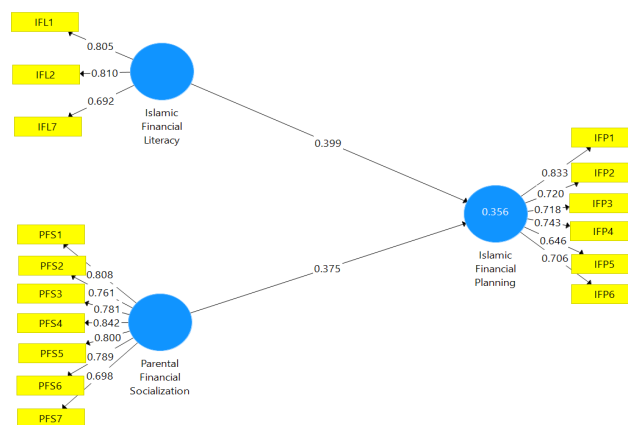 IFL1
0.805
IFL2
0.810
0.692
IFL7
Islamic
Financial
Literacy
0.399
IFP1
0.833
IFP2
0.720
IFP3
0.718
0.743
IFP4
0.646
IFP5
0.706
IFP6
0.356
Islamic
Financial
Planning
0.375
PFS1
PFS2
0.808
0.761
PFS3
0.781
PFS4
0.842
0.800
PFS5
0.789
0.698
PFS6
PFS7
Parental
Financial
Socialization